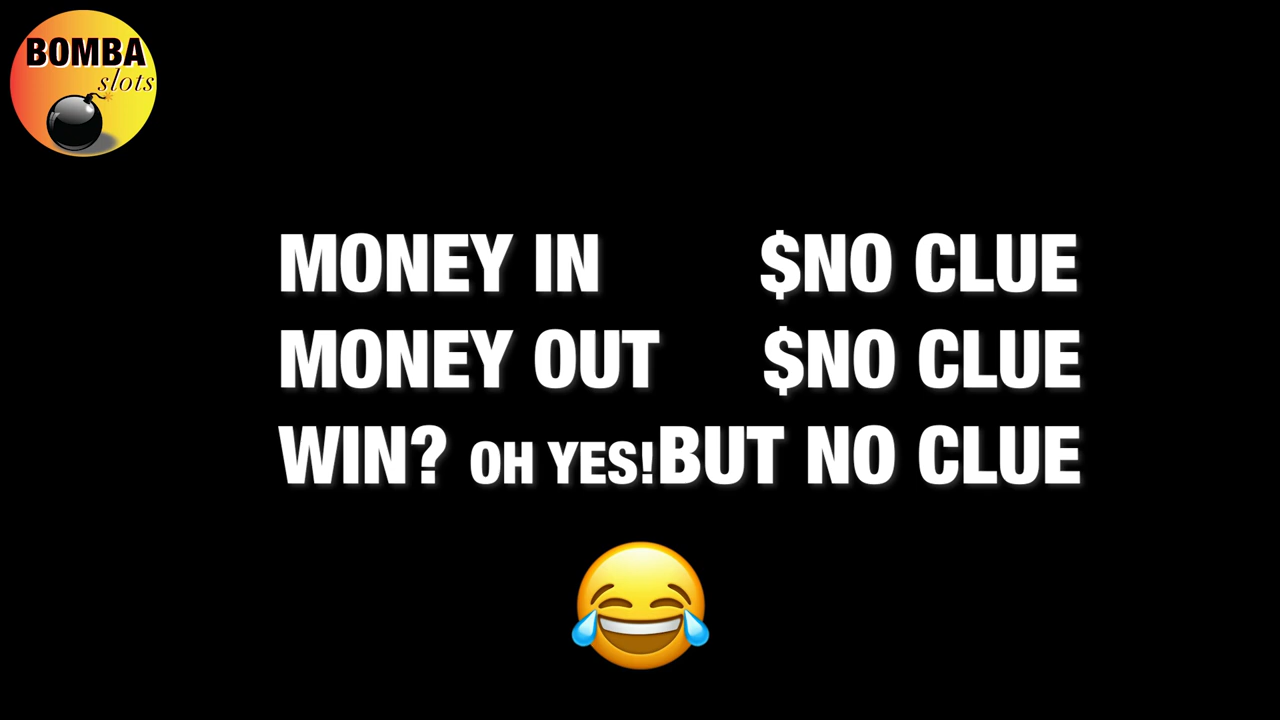 BOMBA
slots
MONEY IN $NO CLUE
MONEY OUT $NO CLUE
WIN? OH YES!BUT NO CLUE